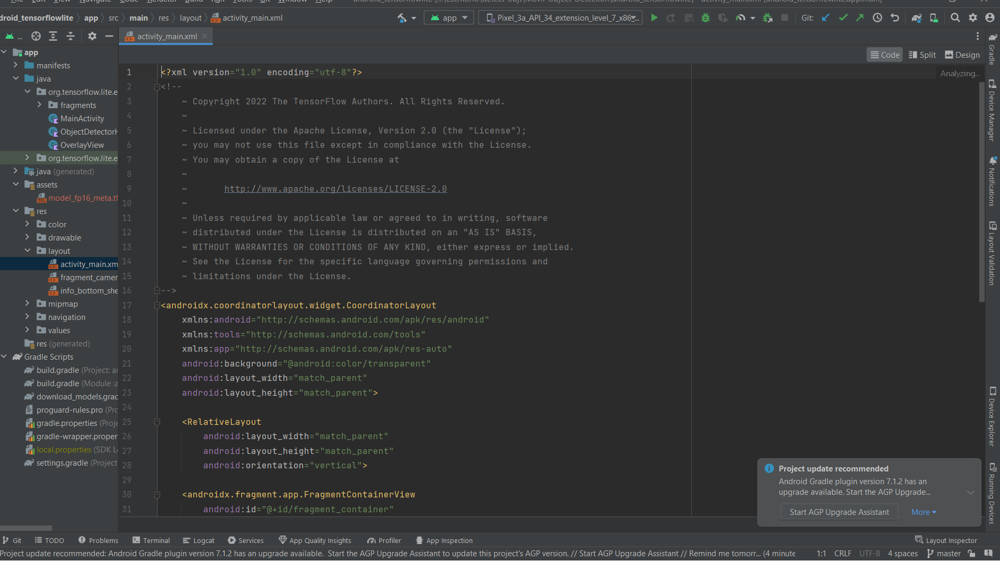 File Edit View Navigate Code Refactor Build Run Tools Git Window Help
droid_tensorflowlite app src main res layout activity_main.xml
app
Pixel_3a_API_34_extension_level_7_x86_...
Git:
...
activity_main.xml
Code Split Design
Analyzing...
app
manifests
java
org.tensorflow.lite.e
fragments
MainActivity
ObjectDetectorH
OverlayView
org.tensorflow.lite.e
java (generated)
assets
model_fp16_meta.tf
res
color
drawable
layout
activity_main.xm
fragment_camer
info_bottom_she
mipmap
navigation
values
res (generated)
Gradle Scripts
build.gradle (Project: an
build.gradle (Module :a
download_models.grad
proguard-rules.pro (Pro
gradle.properties (Proje
gradle-wrapper.proper
local.properties (SDK Lo
settings.gradle (Project
1 <?xml version="1.0" encoding="utf-8"?>
2 <!--
3 ~ Copyright 2022 The TensorFlow Authors. All Rights Reserved.
4 ~
5 ~ Licensed under the Apache License, Version 2.0 (the "License");
6 ~ you may not use this file except in compliance with the License.
7 ~ You may obtain a copy of the License at
8 ~
9 ~ http://www.apache.org/licenses/LICENSE-2.0
10 ~
11 ~ Unless required by applicable law or agreed to in writing, software
12 ~ distributed under the License is distributed on an "AS IS" BASIS,
13 ~ WITHOUT WARRANTIES OR CONDITIONS OF ANY KIND, either express or implied.
14 ~ See the License for the specific language governing permissions and
15 ~ limitations under the License.
16 -->
17 <androidx.coordinatorlayout.widget.CoordinatorLayout
18 xmlns:android="http://schemas.android.com/apk/res/android"
19 xmlns:tools="http://schemas.android.com/tools"
20 xmlns:app="http://schemas.android.com/apk/res-auto"
21 android:background="@android:color/transparent"
22 android:layout_width="match_parent"
23 android:layout_height="match_parent">
24
25 <RelativeLayout
26 android:layout_width="match_parent"
27 android:layout_height="match_parent"
28 android:orientation="vertical">
29
30 <androidx.fragment.app.FragmentContainerView
31 android:id="@+id/fragment_container"
Gradle
Device Manager
Notifications
Layout Validation
Device Explorer
Running Devices
Project update recommended
Android Gradle plugin version 7.1.2 has an
upgrade available. Start the AGP Upgrade...
Start AGP Upgrade Assistant More
Git TODO Problems Terminal Logcat Services App Quality Insights Profiler App Inspection Layout Inspector
Project update recommended: Android Gradle plugin version 7.1.2 has an upgrade available. Start the AGP Upgrade Assistant to update this project's AGP version. // Start AGP Upgrade Assistant // Remind me tomorr... (4 minute
1:1 CRLF UTF-8 4 spaces master